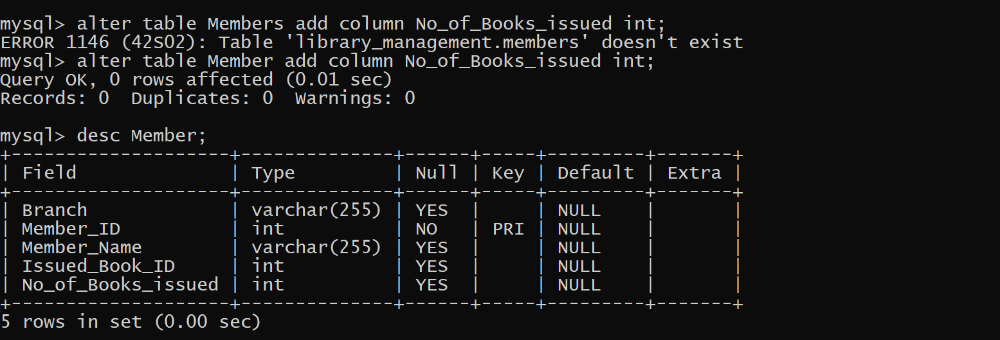 mysql> alter table Members add column No_of_Books_issued int;
ERROR 1146 (42S02): Table 'library_management.members' doesn't exist
mysql> alter table Member add column No_of_Books_issued int;
Query OK, 0 rows affected (0.01 sec)
Records: 0  Duplicates: 0  Warnings: 0

mysql> desc Member;
+--------------------+--------------+------+-----+---------+-------+
| Field              | Type         | Null | Key | Default | Extra |
+--------------------+--------------+------+-----+---------+-------+
| Branch             | varchar(255) | YES  |     | NULL    |       |
| Member_ID          | int          | NO   | PRI | NULL    |       |
| Member_Name        | varchar(255) | YES  |     | NULL    |       |
| Issued_Book_ID     | int          | YES  |     | NULL    |       |
| No_of_Books_issued | int          | YES  |     | NULL    |       |
+--------------------+--------------+------+-----+---------+-------+
5 rows in set (0.00 sec)